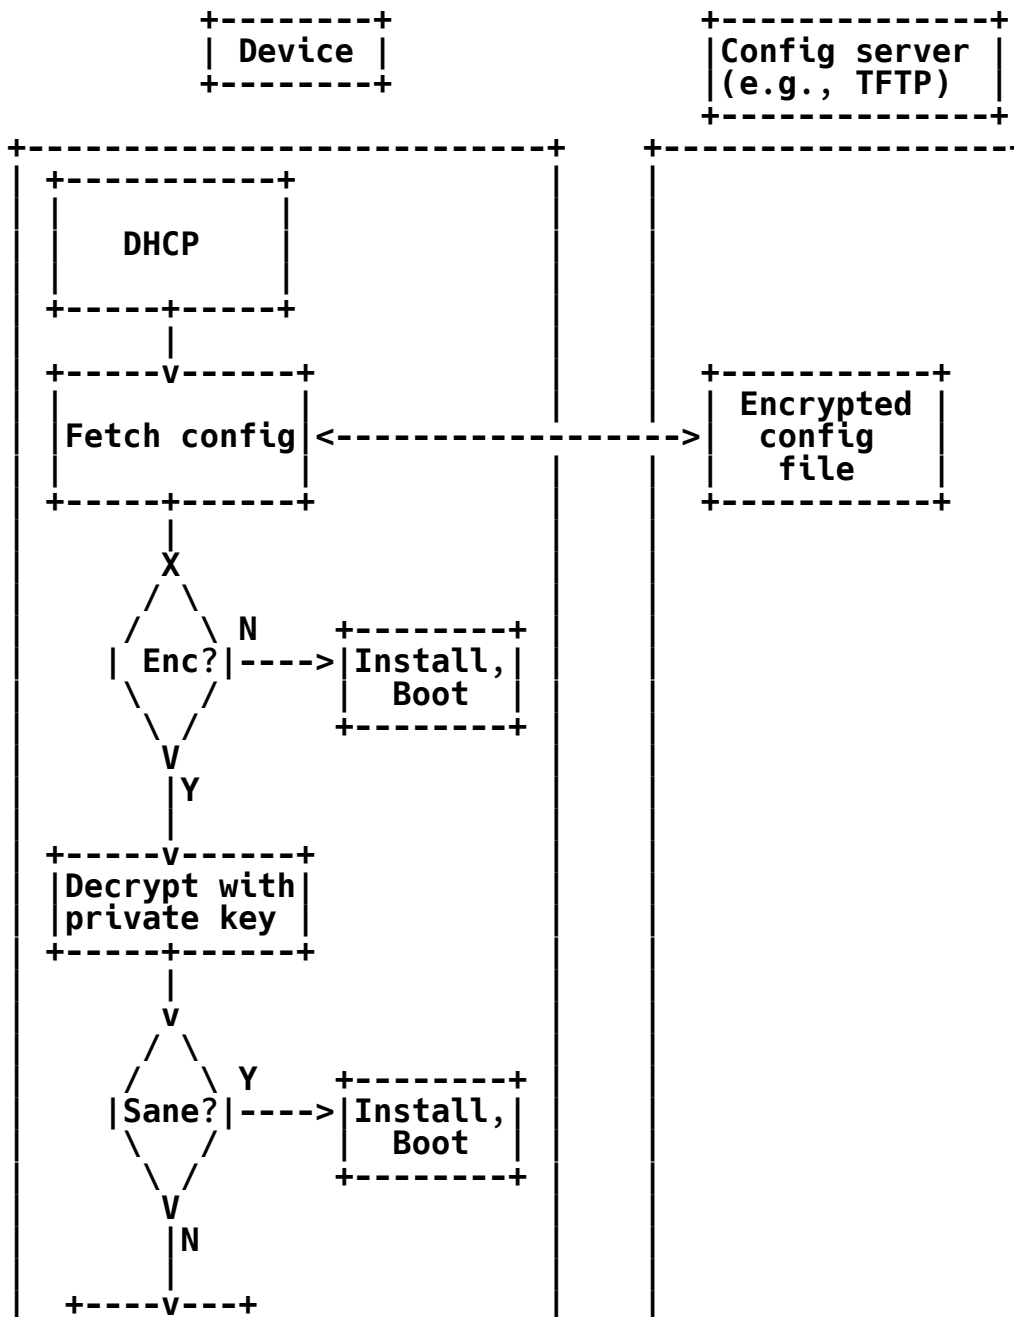 Device
Config server
(e.g., TFTP)
DHCP
Fetch config
Encrypted
config
file
Enc?
N
Install,
Boot
Y
Decrypt with
private key
Sane?
Y
Install,
Boot
N